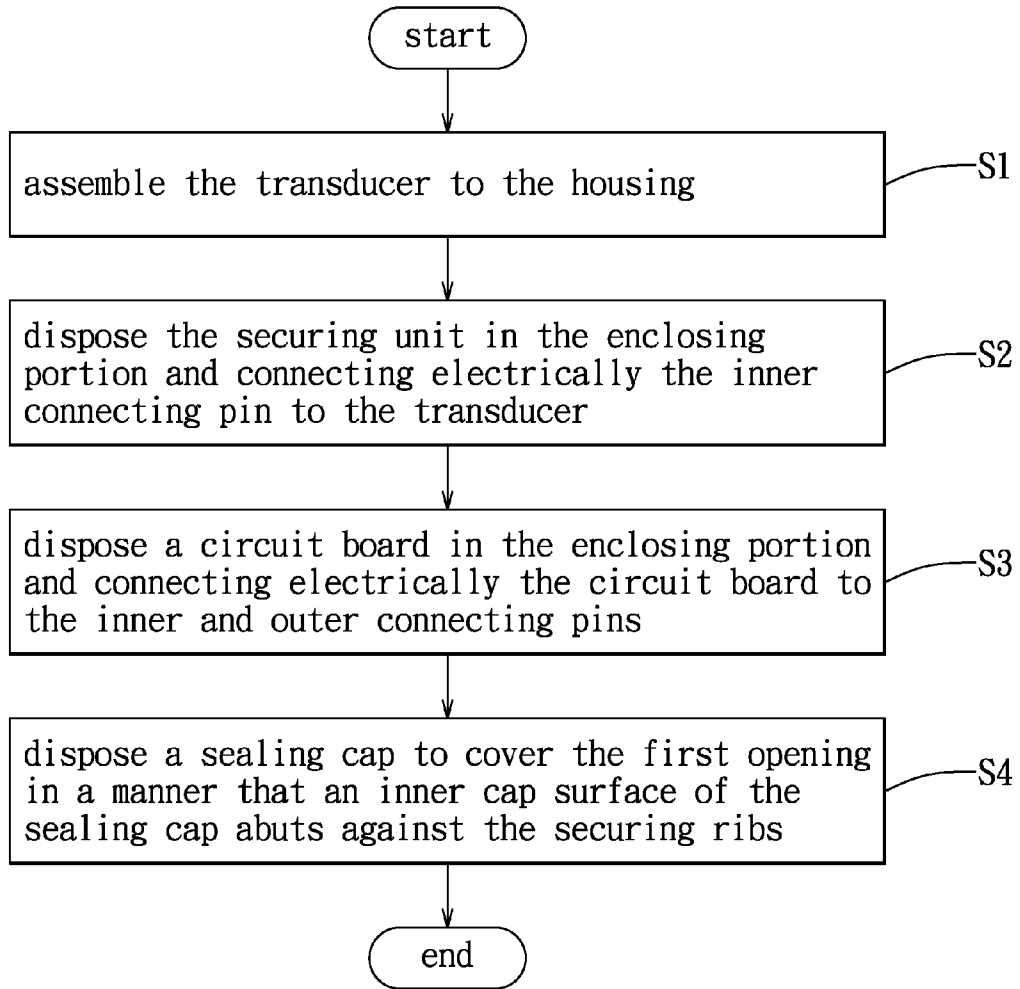 start
assemble the transducer to the housing
S1
dispose the securing unit in the enclosing
portion and connecting electrically the inner
connecting pin to the transducer
S2
dispose a circuit board in the enclosing portion
and connecting electrically the circuit board to
the inner and outer connecting pins
S3
dispose a sealing cap to cover the first opening
in a manner that an inner cap surface of the
sealing cap abuts against the securing ribs
S4
end